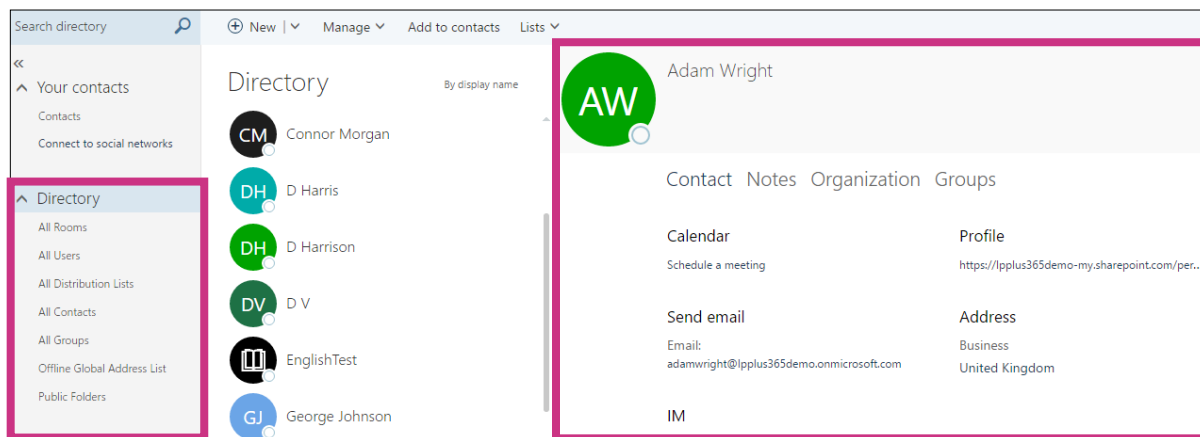 Search directory
New
Manage
Add to contacts
Lists
«
Your contacts
Contacts
Connect to social networks
Directory
All Rooms
All Users
All Distribution Lists
All Contacts
All Groups
Offline Global Address List
Public Folders
Directory
By display name
CM Connor Morgan
DH D Harris
DH D Harrison
DV D V
EnglishTest
GJ George Johnson
AW
Adam Wright
Contact Notes Organization Groups
Calendar
Schedule a meeting
Profile
https://lpplus365demo-my.sharepoint.com/per...
Send email
Email:
adamwright@lpplus365demo.onmicrosoft.com
Address
Business
United Kingdom
IM